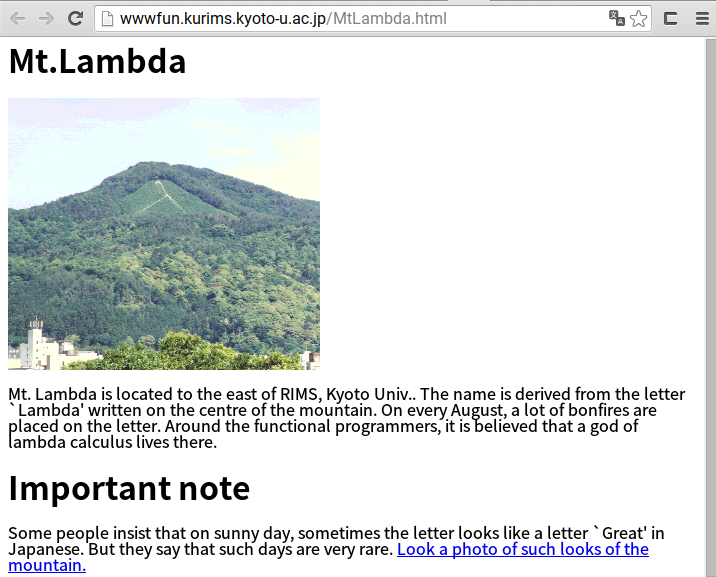 wwwfun.kurims.kyoto-u.ac.jp/MtLambda.html
Mt.Lambda
Mt. Lambda is located to the east of RIMS, Kyoto Univ.. The name is derived from the letter
`Lambda' written on the centre of the mountain. On every August, a lot of bonfires are
placed on the letter. Around the functional programmers, it is believed that a god of
lambda calculus lives there.
Important note
Some people insist that on sunny day, sometimes the letter looks like a letter `Great' in
Japanese. But they say that such days are very rare. Look a photo of such looks of the
mountain.